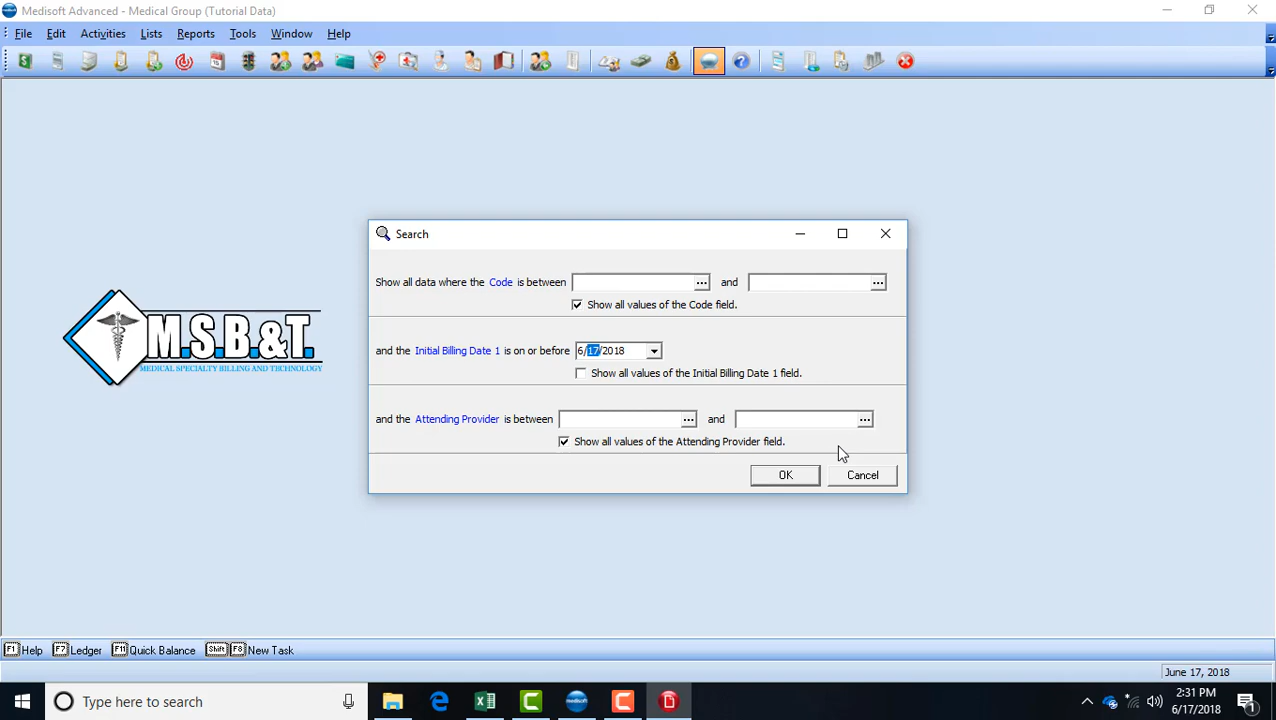 Medisoft Advanced - Medical Group (Tutorial Data)
File Edit Activities Lists Reports Tools Window Help
Search
Show all data where the Code is between and
Show all values of the Code field.
and the Initial Billing Date 1 is on or before 6/17/2018
Show all values of the Initial Billing Date 1 field.
and the Attending Provider is between and
Show all values of the Attending Provider field.
OK Cancel
M.S.B.&T.
MEDICAL SPECIALTY BILLING AND TECHNOLOGY
F1 Help F7 Ledger F11 Quick Balance Shift F8 New Task
June 17, 2018
Type here to search
2:31 PM
6/17/2018
1